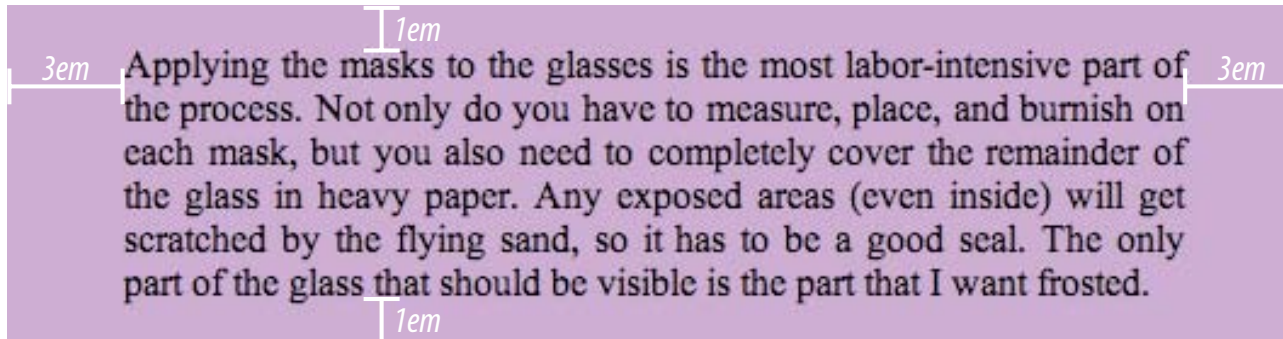 1em
3em
Applying the masks to the glasses is the most labor-intensive part of
3em
the process. Not only do you have to measure, place, and burnish on
each mask, but you also need to completely cover the remainder of
the glass in heavy paper. Any exposed areas (even inside) will get
scratched by the flying sand, so it has to be a good seal. The only
part of the glass that should be visible is the part that I want frosted.
1em